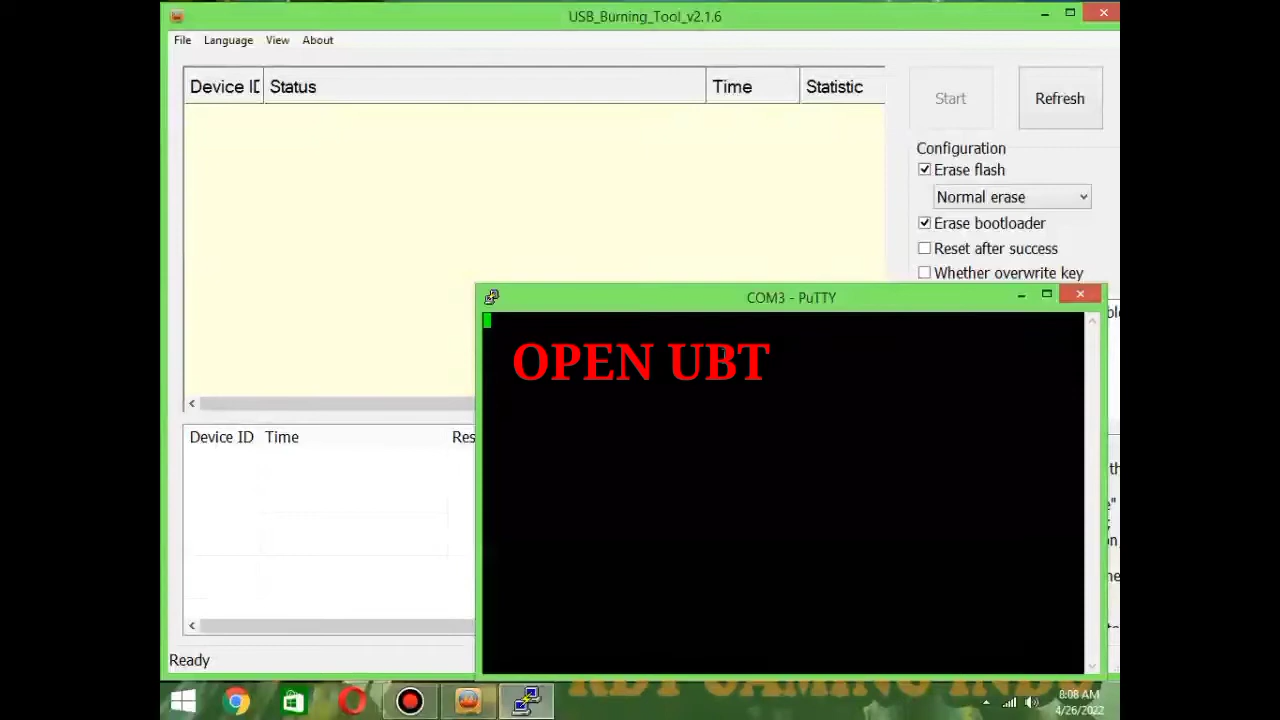 USB_Burning_Tool_v2.1.6
File Language View About
Device ID Status Time Statistic
Start Refresh
Configuration
Erase flash
Normal erase
Erase bootloader
Reset after success
Whether overwrite key
COM3 - PuTTY
OPEN UBT
Device ID Time Res
Ready
GAMING
8:08 AM
4/26/2022